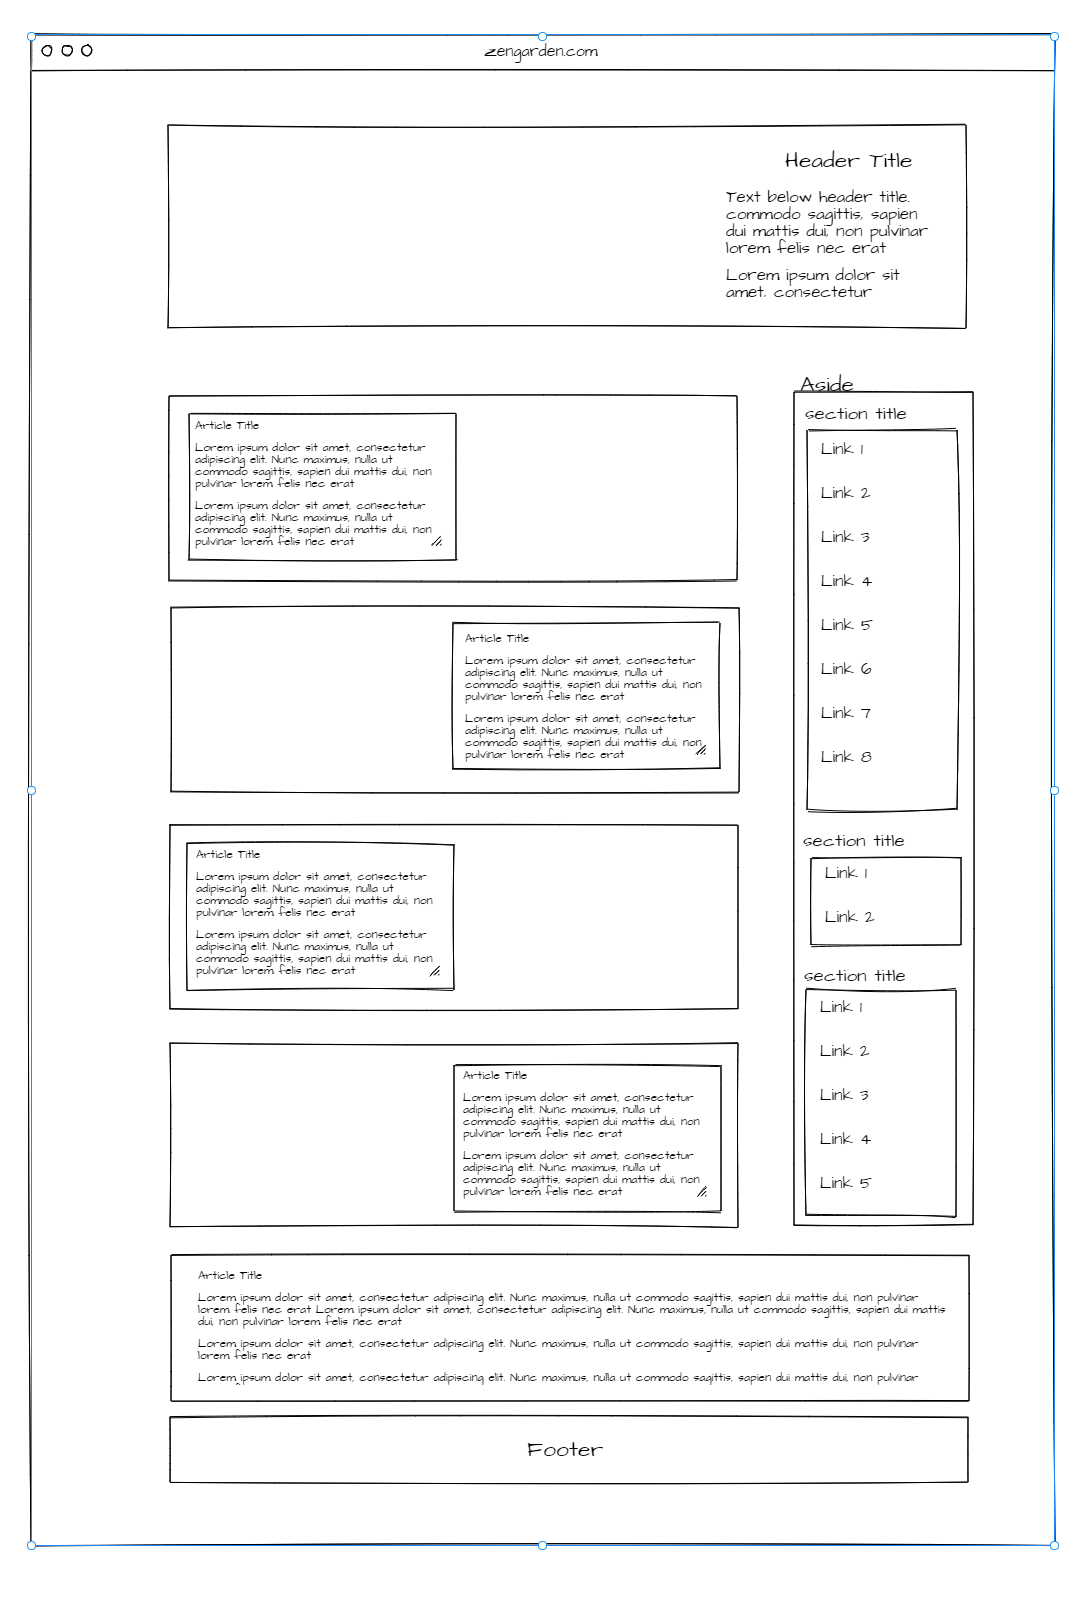 zengarden.com
Header Title
Text below header title.
commodo sagittis, sapien
dui mattis dui, non pulvinar
lorem felis nec erat
Lorem ipsum dolor sit
amet, consectetur
Article Title
Lorem ipsum dolor sit amet, consectetur
adipiscing elit. Nunc maximus, nulla ut
commodo sagittis, sapien dui mattis dui, non
pulvinar lorem felis nec erat
Lorem ipsum dolor sit amet, consectetur
adipiscing elit. Nunc maximus, nulla ut
commodo sagittis, sapien dui mattis dui, non
pulvinar lorem felis nec erat
Article Title
Lorem ipsum dolor sit amet, consectetur
adipiscing elit. Nunc maximus, nulla ut
commodo sagittis, sapien dui mattis dui, non
pulvinar lorem felis nec erat
Lorem ipsum dolor sit amet, consectetur
adipiscing elit. Nunc maximus, nulla ut
commodo sagittis, sapien dui mattis dui, non
pulvinar lorem felis nec erat
Article Title
Lorem ipsum dolor sit amet, consectetur
adipiscing elit. Nunc maximus, nulla ut
commodo sagittis, sapien dui mattis dui, non
pulvinar lorem felis nec erat
Lorem ipsum dolor sit amet, consectetur
adipiscing elit. Nunc maximus, nulla ut
commodo sagittis, sapien dui mattis dui, non
pulvinar lorem felis nec erat
Article Title
Lorem ipsum dolor sit amet, consectetur
adipiscing elit. Nunc maximus, nulla ut
commodo sagittis, sapien dui mattis dui, non
pulvinar lorem felis nec erat
Lorem ipsum dolor sit amet, consectetur
adipiscing elit. Nunc maximus, nulla ut
commodo sagittis, sapien dui mattis dui, non
pulvinar lorem felis nec erat
Aside
section title
Link 1
Link 2
Link 3
Link 4
Link 5
Link 6
Link 7
Link 8
section title
Link 1
Link 2
section title
Link 1
Link 2
Link 3
Link 4
Link 5
Article Title
Lorem ipsum dolor sit amet, consectetur adipiscing elit. Nunc maximus, nulla ut commodo sagittis, sapien dui mattis dui, non pulvinar
lorem felis nec erat Lorem ipsum dolor sit amet, consectetur adipiscing elit. Nunc maximus, nulla ut commodo sagittis, sapien dui mattis
dui, non pulvinar lorem felis nec erat
Lorem ipsum dolor sit amet, consectetur adipiscing elit. Nunc maximus, nulla ut commodo sagittis, sapien dui mattis dui, non pulvinar
lorem felis nec erat
Lorem ipsum dolor sit amet, consectetur adipiscing elit. Nunc maximus, nulla ut commodo sagittis, sapien dui mattis dui, non pulvinar
Footer